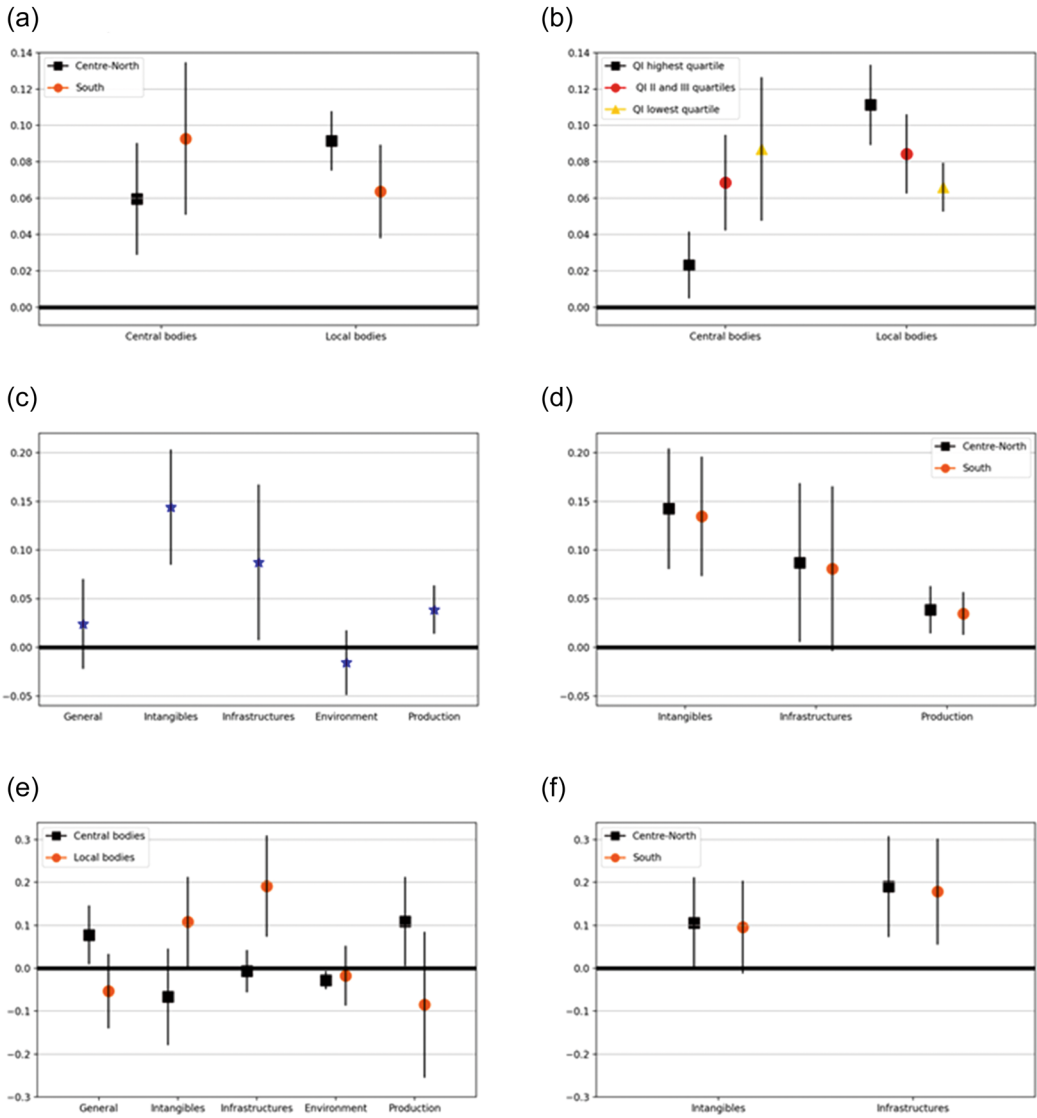 (a)
0.14
0.12
0.10
0.08
0.06
0.04
0.02
0.00
Centre-North
South
Central bodies Local bodies
(b)
0.14
0.12
0.10
0.08
0.06
0.04
0.02
0.00
QI highest quartile
QI II and III quartiles
QI lowest quartile
Central bodies Local bodies
(c)
0.20
0.15
0.10
0.05
0.00
−0.05
General Intangibles Infrastructures Environment Production
(d)
0.20
0.15
0.10
0.05
0.00
−0.05
Centre-North
South
Intangibles Infrastructures Production
(e)
0.3
0.2
0.1
0.0
−0.1
−0.2
−0.3
Central bodies
Local bodies
General Intangibles Infrastructures Environment Production
(f)
0.3
0.2
0.1
0.0
−0.1
−0.2
−0.3
Centre-North
South
Intangibles Infrastructures